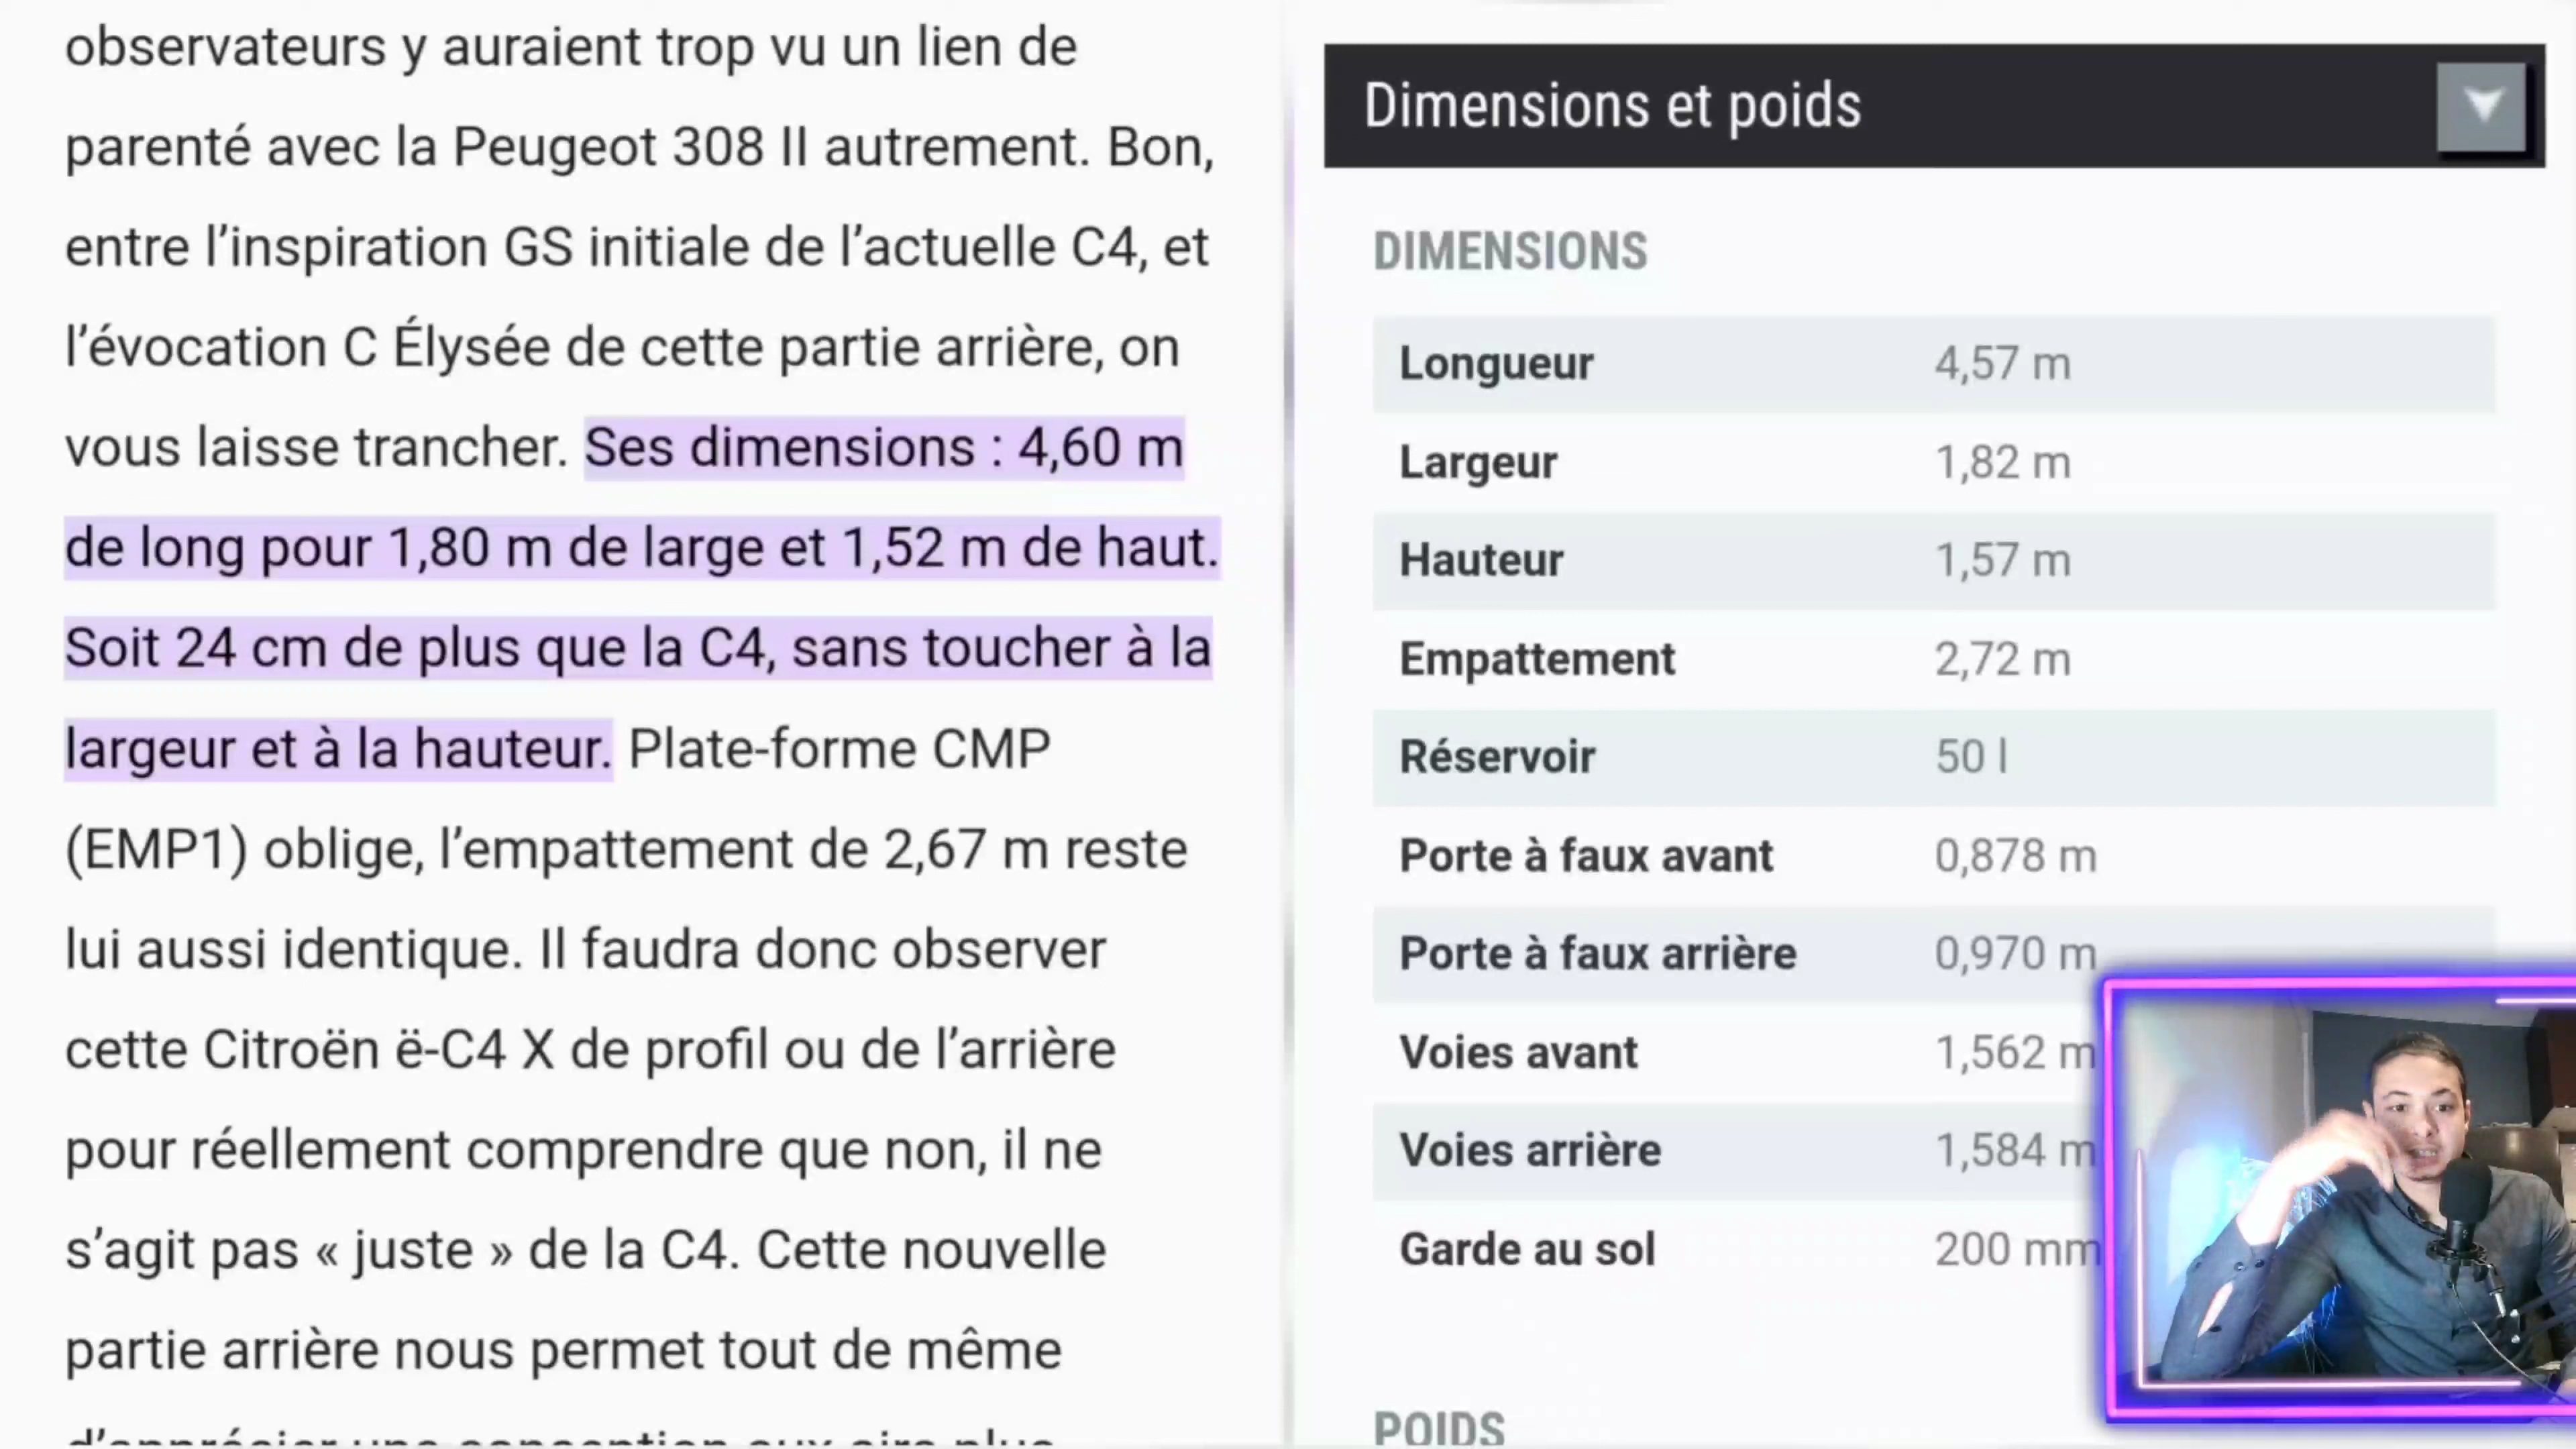 observateurs y auraient trop vu un lien de
parenté avec la Peugeot 308 II autrement. Bon,
entre l’inspiration GS initiale de l’actuelle C4, et
l’évocation C Élysée de cette partie arrière, on
vous laisse trancher. Ses dimensions : 4,60 m
de long pour 1,80 m de large et 1,52 m de haut.
Soit 24 cm de plus que la C4, sans toucher à la
largeur et à la hauteur. Plate-forme CMP
(EMP1) oblige, l’empattement de 2,67 m reste
lui aussi identique. Il faudra donc observer
cette Citroën ë-C4 X de profil ou de l’arrière
pour réellement comprendre que non, il ne
s’agit pas « juste » de la C4. Cette nouvelle
partie arrière nous permet tout de même
Dimensions et poids
DIMENSIONS
Longueur 4,57 m
Largeur 1,82 m
Hauteur 1,57 m
Empattement 2,72 m
Réservoir 50 l
Porte à faux avant 0,878 m
Porte à faux arrière 0,970 m
Voies avant 1,562 m
Voies arrière 1,584 m
Garde au sol 200 mm
POIDS